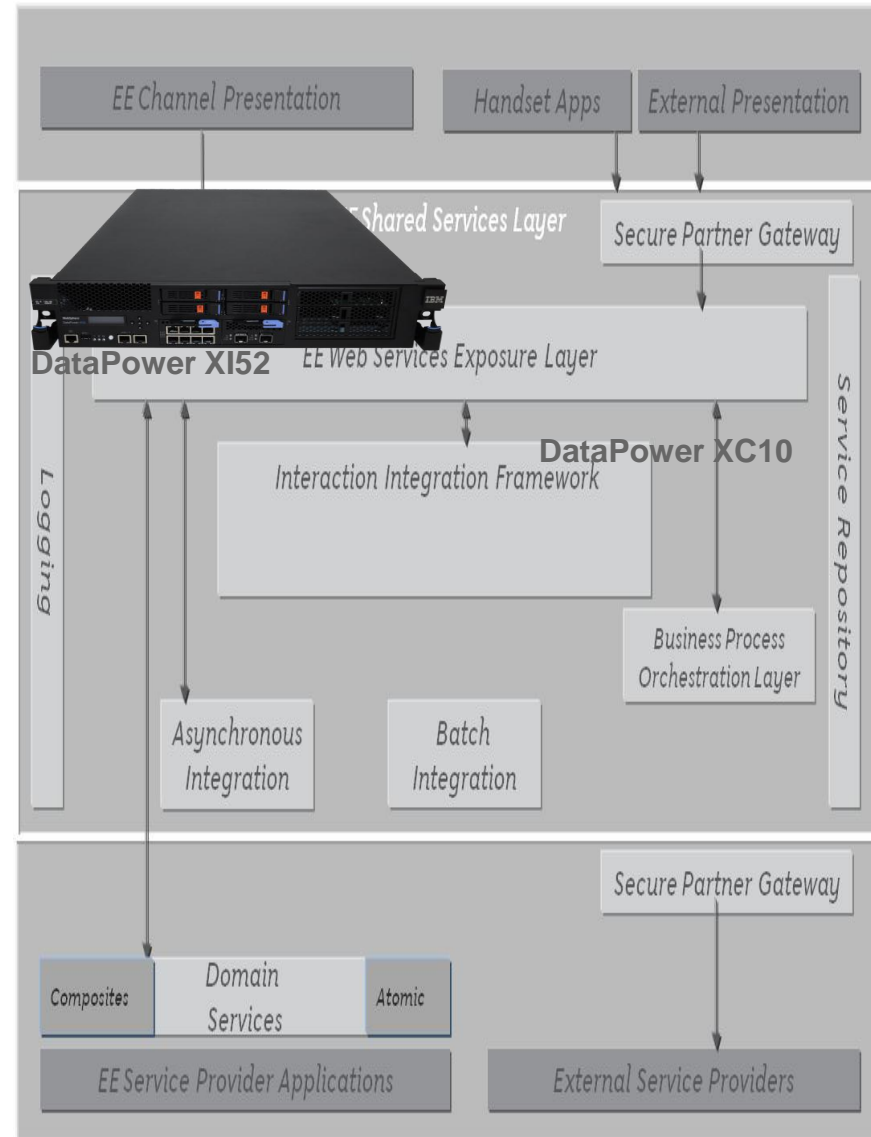 EE Channel Presentation
Handset Apps
External Presentation
Shared Services Layer
Secure Partner Gateway
IBM
DataPower XI52
EE Web Services Exposure Layer
DataPower XC10
Interaction Integration Framework
Logging
Service Repository
Business Process
Orchestration Layer
Asynchronous
Integration
Batch
Integration
Secure Partner Gateway
Composites
Domain
Services
Atomic
EE Service Provider Applications
External Service Providers